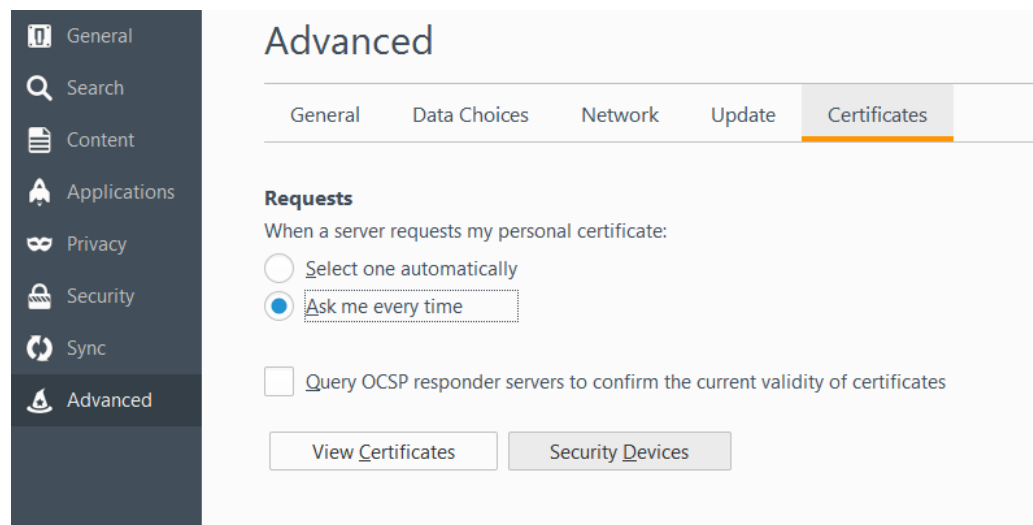 General
Search
Content
Applications
Privacy
Security
Sync
Advanced
Advanced
General Data Choices Network Update Certificates
Requests
When a server requests my personal certificate:
Select one automatically
Ask me every time
Query OCSP responder servers to confirm the current validity of certificates
View Certificates Security Devices